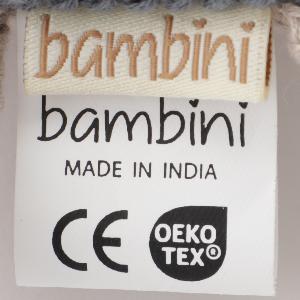 bambini
bambini
MADE IN INDIA
CE OEKO
TEX®